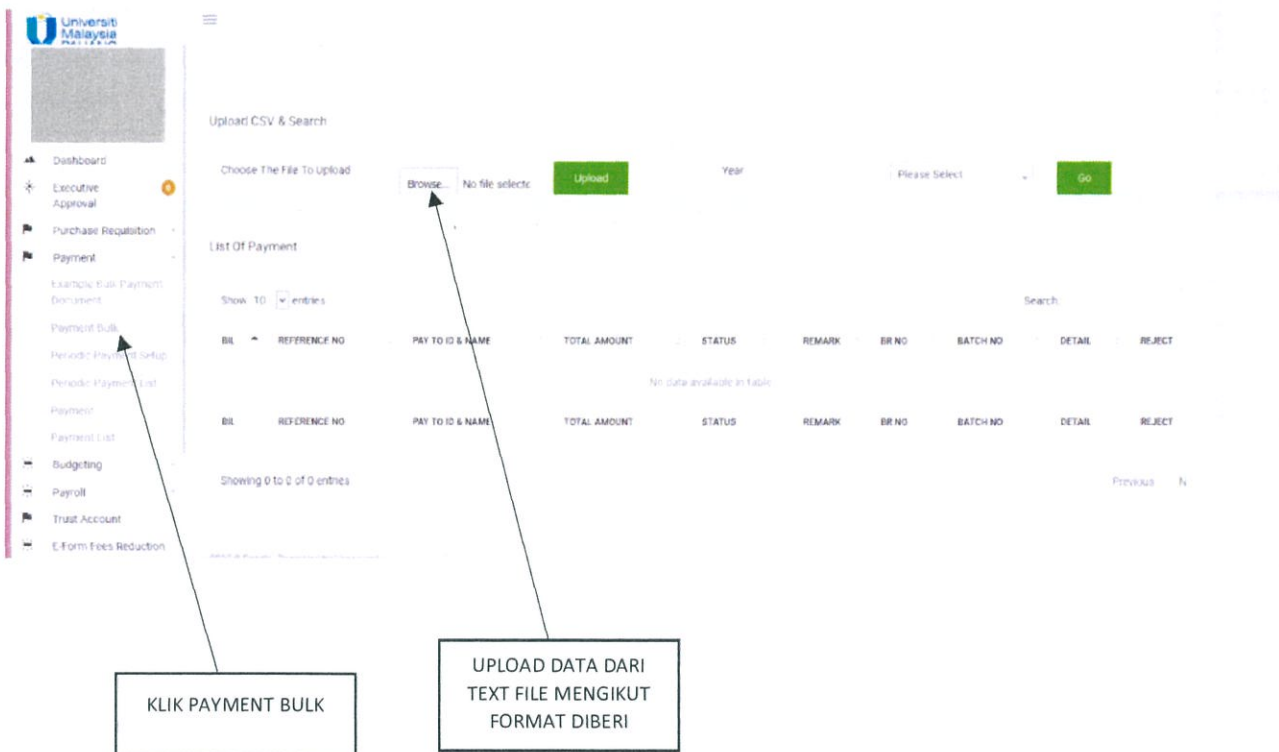 Universiti
Malaysia
PAHANG
Upload CSV & Search
Dashboard
Choose The File To Upload
Browse... No file selectc
Upload
Year
Please Select
Go
Executive
Approval
Purchase Requisition
Payment
List Of Payment
Example Bulk Payment
Document
Show 10 entries
Search
Payment Bulk
BIL REFERENCE NO PAY TO ID & NAME TOTAL AMOUNT STATUS REMARK BR NO BATCH NO DETAIL REJECT
Periodic Payment Setup
Periodic Payment List
No data available in table
Payment
Payment List
BIL REFERENCE NO PAY TO ID & NAME TOTAL AMOUNT STATUS REMARK BR NO BATCH NO DETAIL REJECT
Budgeting
Showing 0 to 0 of 0 entries
Previous N
Payroll
Trust Account
E-Form Fees Reduction
KLIK PAYMENT BULK
UPLOAD DATA DARI
TEXT FILE MENGIKUT
FORMAT DIBERI